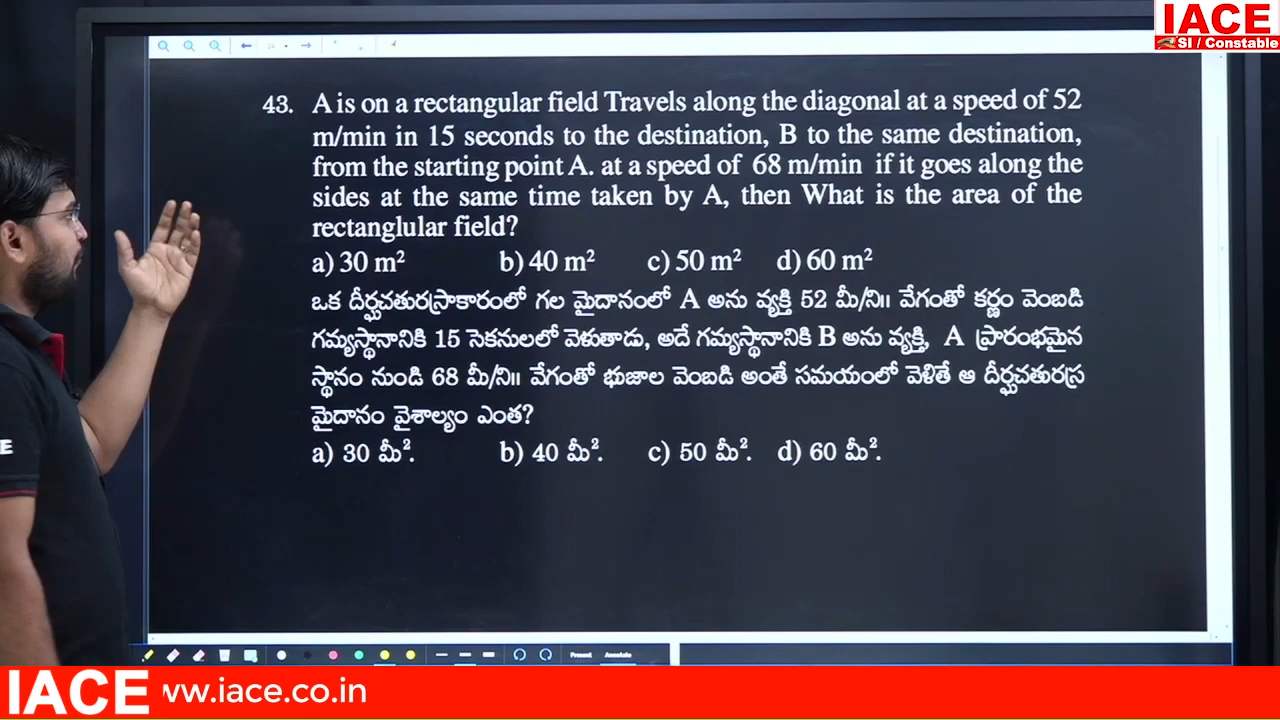 IACE
SI / Constable
24
43. A is on a rectangular field Travels along the diagonal at a speed of 52
m/min in 15 seconds to the destination, B to the same destination,
from the starting point A. at a speed of 68 m/min if it goes along the
sides at the same time taken by A, then What is the area of the
rectanglular field?
a) 30 m² b) 40 m² c) 50 m² d) 60 m²
ఒక దీర్ఘచతురస్రాకారంలో గల మైదానంలో A అను వ్యక్తి 52 మీ/ని॥ వేగంతో కర్ణం వెంబడి
గమ్యస్థానానికి 15 సెకనులలో వెళుతాడు, అదే గమ్యస్థానానికి B అను వ్యక్తి, A ప్రారంభమైన
స్థానం నుండి 68 మీ/ని॥ వేగంతో భుజాల వెంబడి అంతే సమయంలో వెళితే ఆ దీర్ఘచతురస్ర
మైదానం వైశాల్యం ఎంత?
a) 30 మీ². b) 40 మీ². c) 50 మీ². d) 60 మీ².
E
Present Annotate
IACE ww.iace.co.in